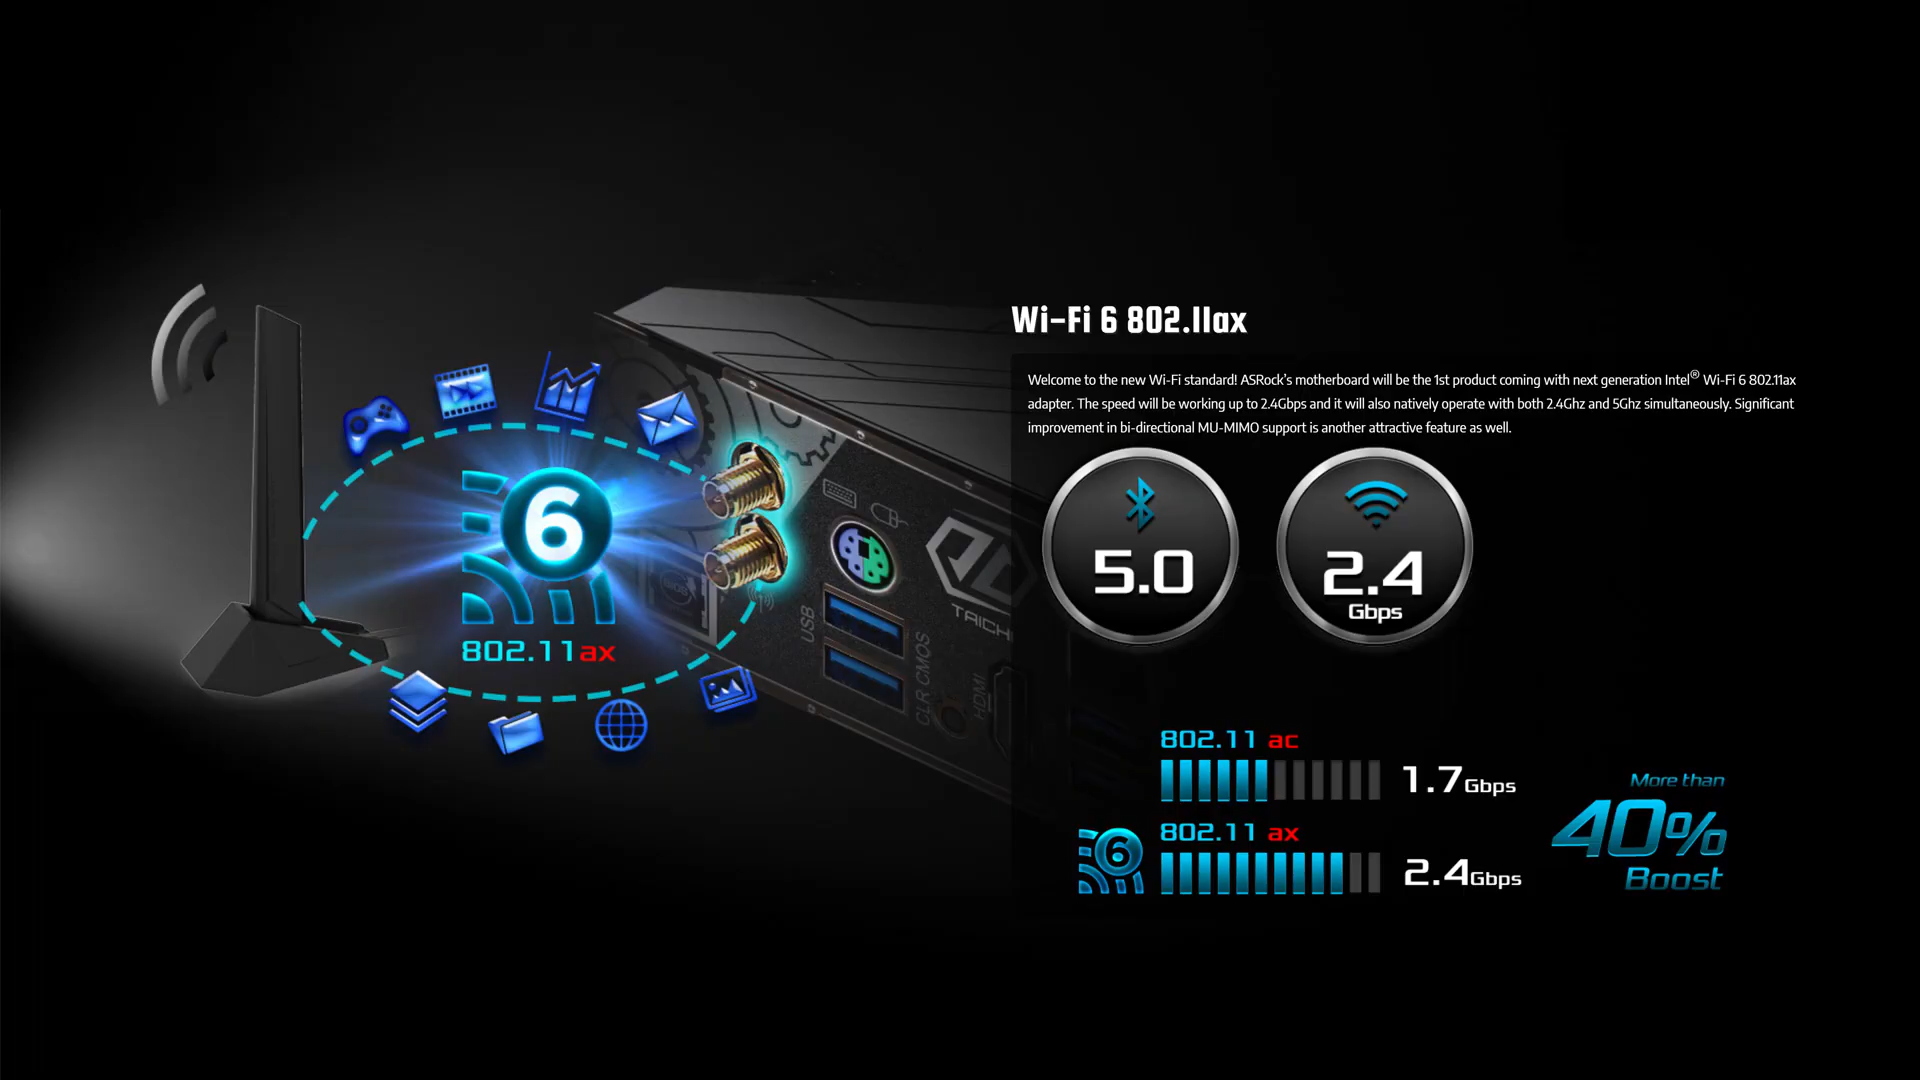 Wi-Fi 6 802.11ax
Welcome to the new Wi-Fi standard! ASRock's motherboard will be the 1st product coming with next generation Intel® Wi-Fi 6 802.11ax
adapter. The speed will be working up to 2.4Gbps and it will also natively operate with both 2.4Ghz and 5Ghz simultaneously. Significant
improvement in bi-directional MU-MIMO support is another attractive feature as well.
6
802.11ax
USB
CLR CMOS
HDMI
TAICH
5.0
2.4
Gbps
802.11 ac
1.7Gbps
6
802.11 ax
2.4Gbps
More than
40%
Boost